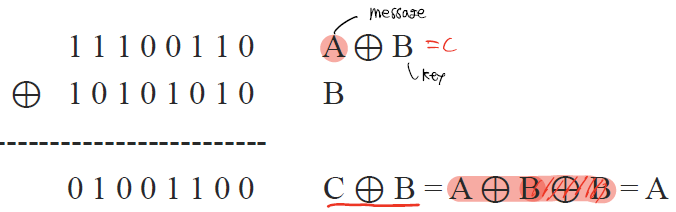 message
1 1 1 0 0 1 1 0 A ⊕ B = C
key
⊕ 1 0 1 0 1 0 1 0 B
0 1 0 0 1 1 0 0 C ⊕ B = A ⊕ B ⊕ B = A